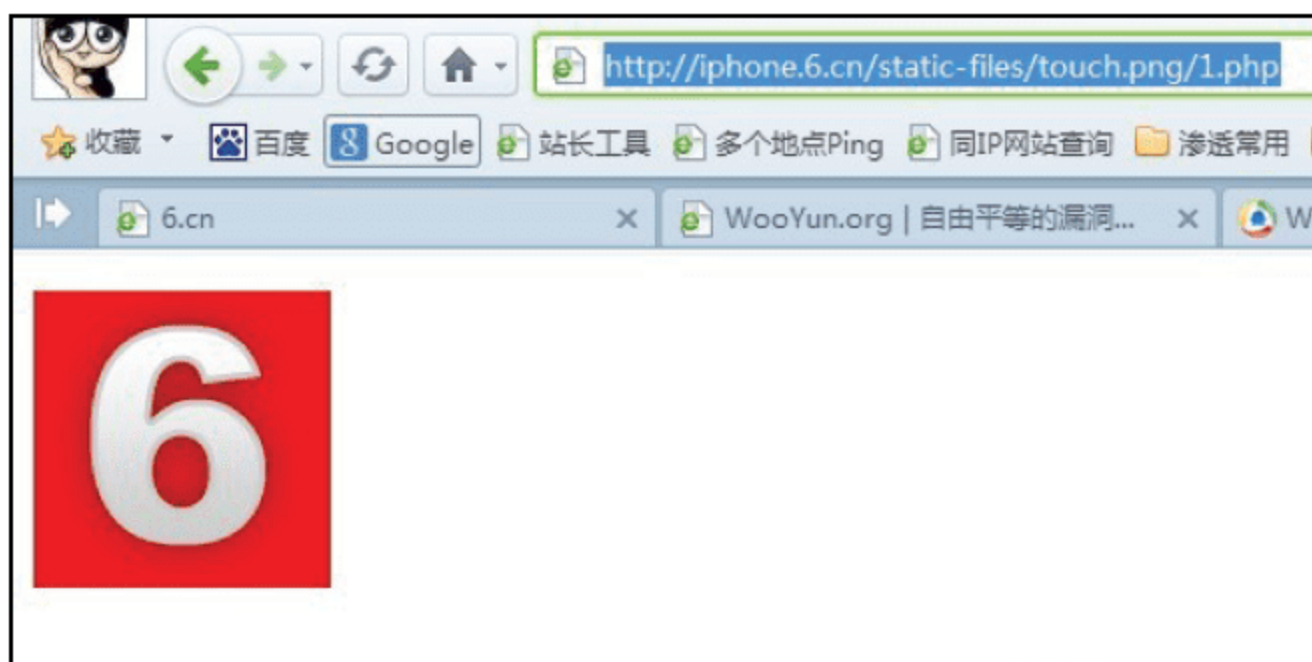 http://iphone.6.cn/static-files/touch.png/1.php
收藏 百度 Google 站长工具 多个地点Ping 同IP网站查询 渗透常用
6.cn WooYun.org | 自由平等的漏洞... W
6